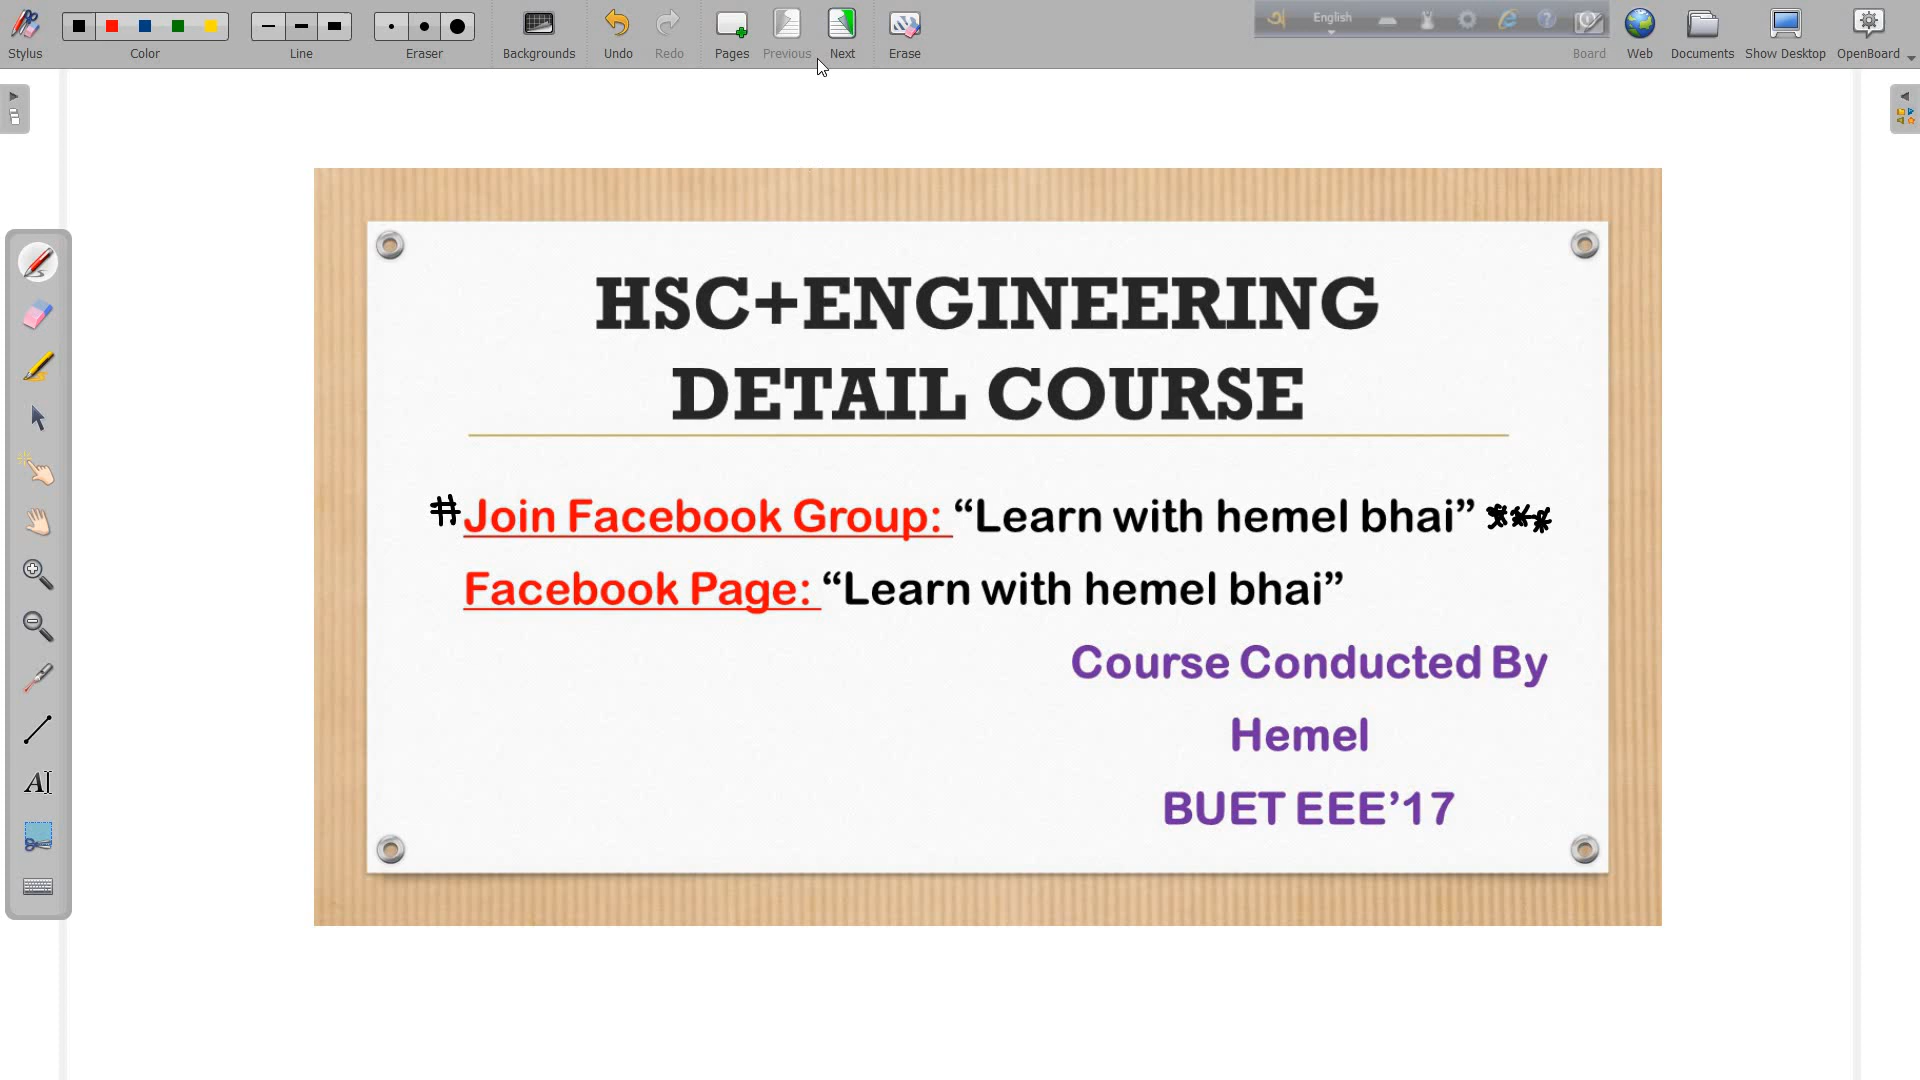 Stylus Color Line Eraser Backgrounds Undo Redo Pages Previous Next Erase Board Web Documents Show Desktop OpenBoard
English
HSC+ENGINEERING
DETAIL COURSE
#Join Facebook Group: “Learn with hemel bhai” ***
Facebook Page: “Learn with hemel bhai”
Course Conducted By
Hemel
BUET EEE’17